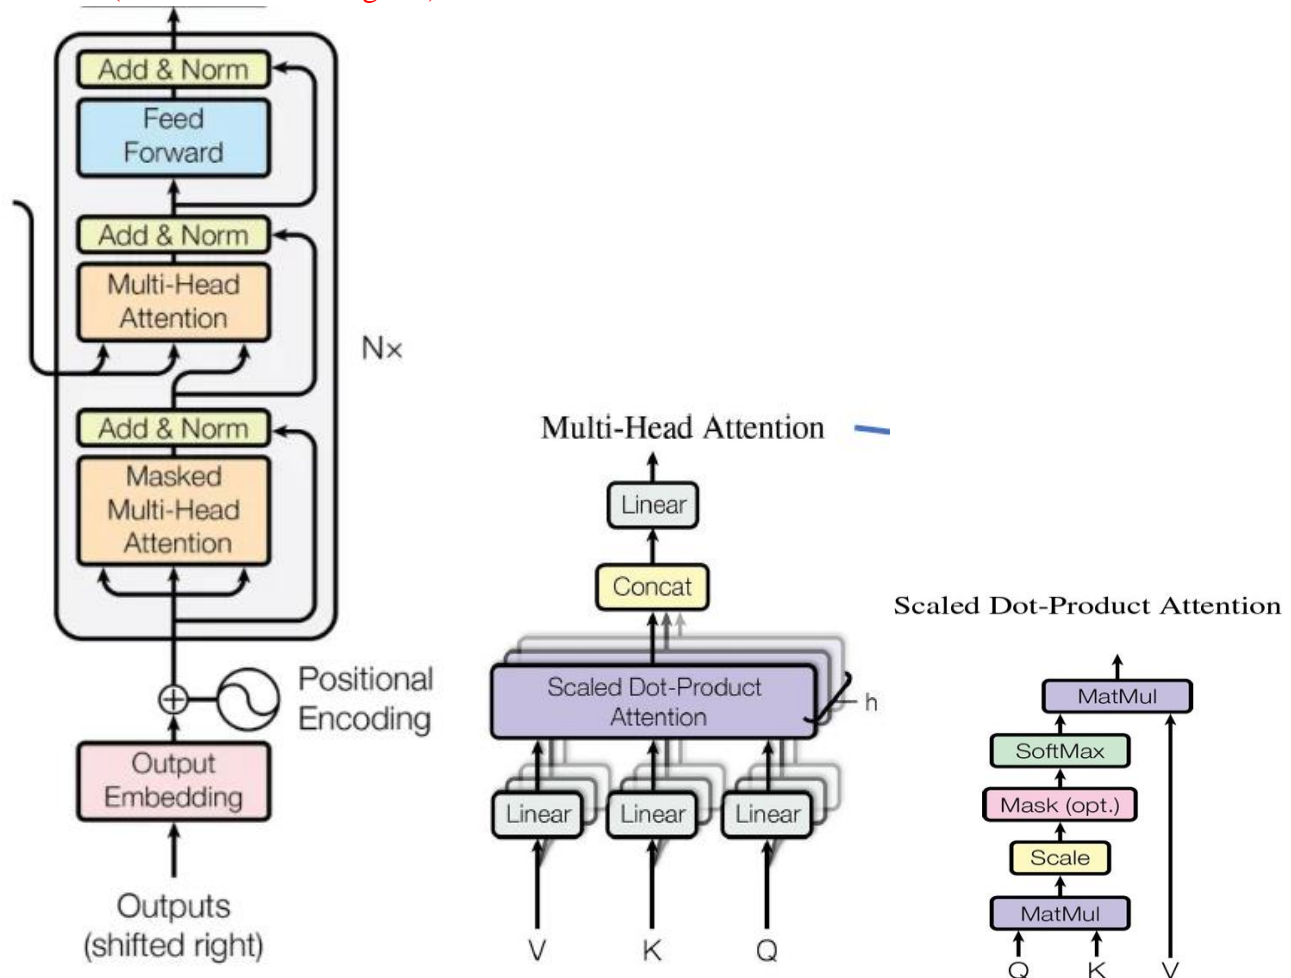 Add & Norm
Feed
Forward
Add & Norm
Multi-Head
Attention
N×
Add & Norm
Masked
Multi-Head
Attention
Positional
Encoding
Output
Embedding
Outputs
(shifted right)
Multi-Head Attention
Linear
Concat
Scaled Dot-Product
Attention
h
Linear
Linear
Linear
V
K
Q
Scaled Dot-Product Attention
MatMul
SoftMax
Mask (opt.)
Scale
MatMul
Q
K
V